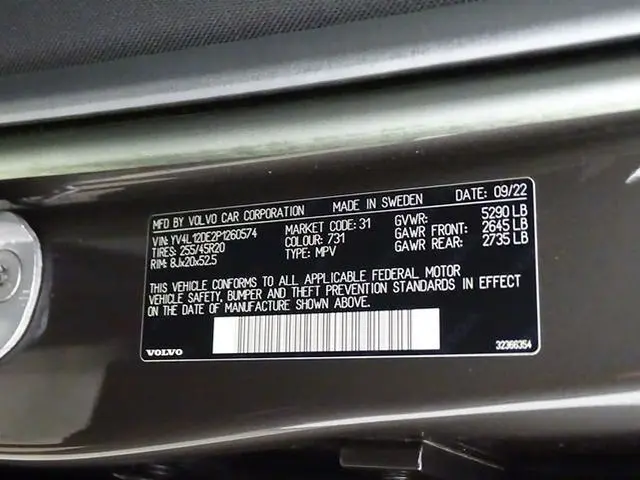 MFD BY VOLVO CAR CORPORATION MADE IN SWEDEN DATE: 09/22
VIN: YV4L12DE2P1260574 MARKET CODE: 31 GVWR: 5290 LB
TIRES: 255/45R20 COLOUR: 731 GAWR FRONT: 2645 LB
RIM: 8Jx20x52.5 TYPE: MPV GAWR REAR: 2735 LB
THIS VEHICLE CONFORMS TO ALL APPLICABLE FEDERAL MOTOR
VEHICLE SAFETY, BUMPER AND THEFT PREVENTION STANDARDS IN EFFECT
ON THE DATE OF MANUFACTURE SHOWN ABOVE.
VOLVO 32366354